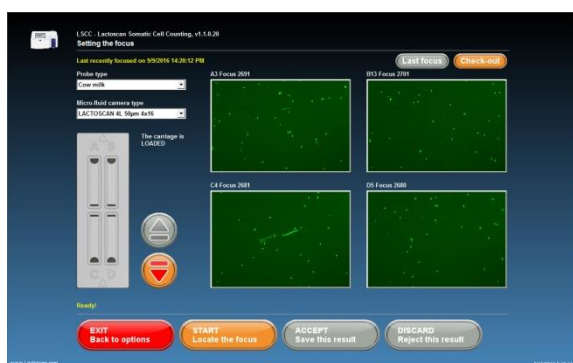 LSCC - Lactoscan Somatic Cell Counting, v1.1.0.20
Setting the focus
Last recently focused on 9/9/2016 14:20:12 PM
Last focus
Check-out
Probe type
Cow milk
Micro-fluid camera type
LACTOSCAN 4L 50µm 4x16
The carriage is
LOADED
A3 Focus 2691
B13 Focus 2701
C4 Focus 2681
D5 Focus 2680
A B
C D
Ready!
EXIT
Back to options
START
Locate the focus
ACCEPT
Save this result
DISCARD
Reject this result